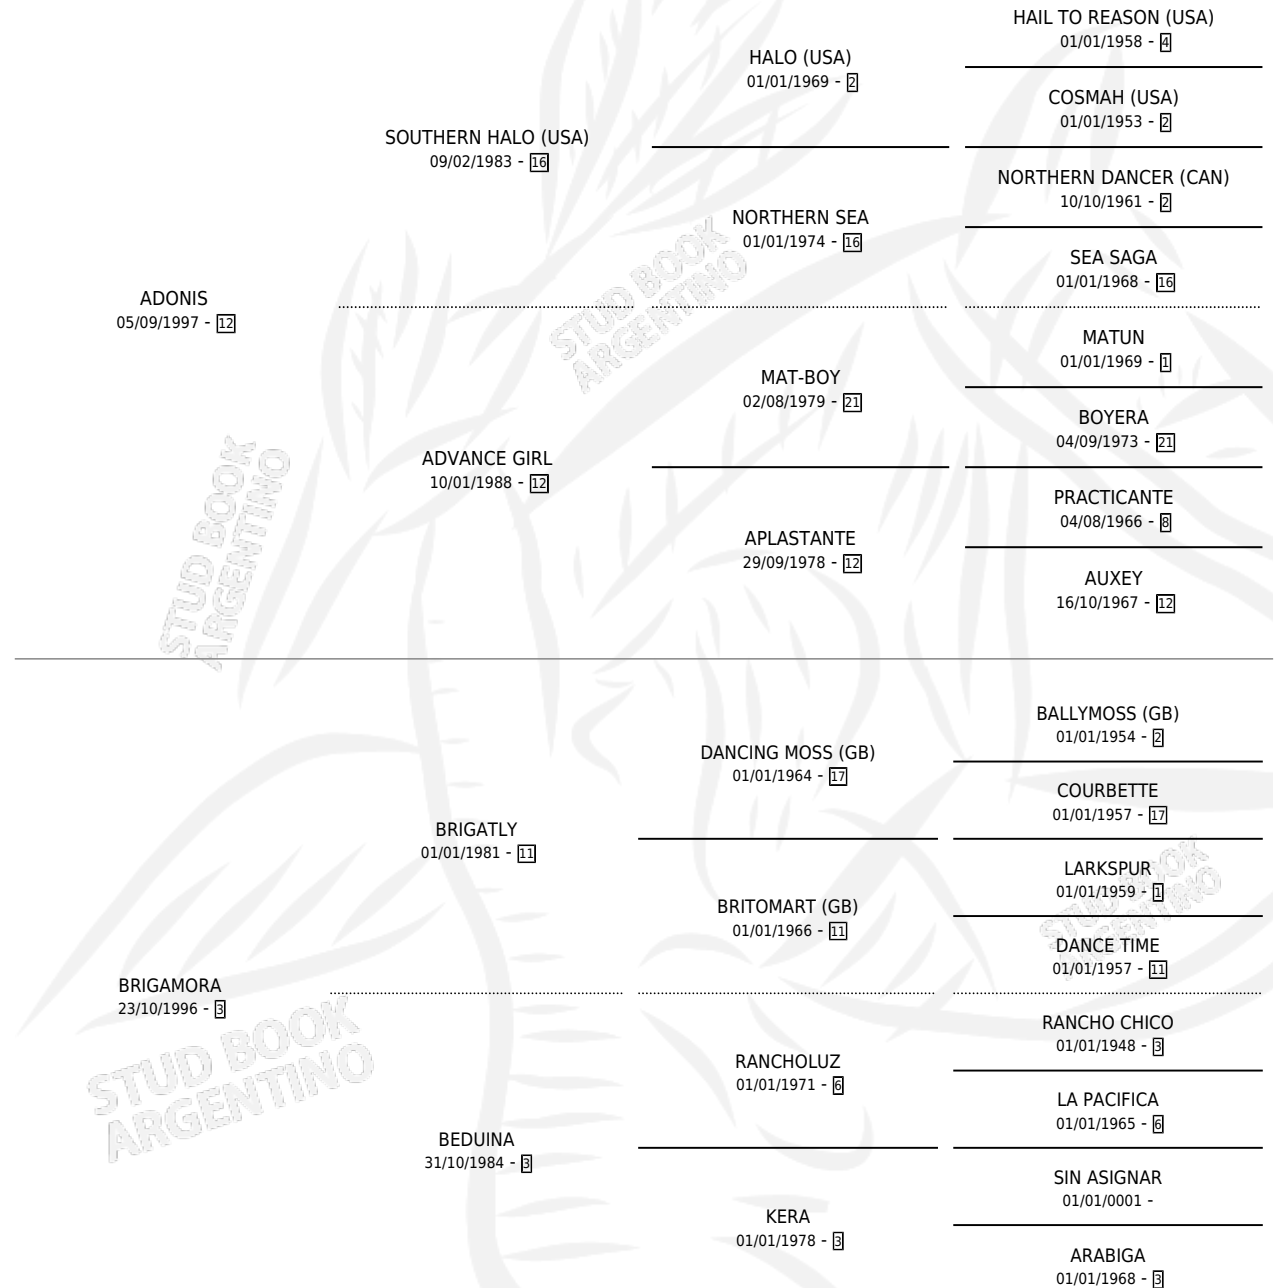 HAIL TO REASON (USA)
01/01/1958 - 4
HALO (USA)
01/01/1969 - 2
COSMAH (USA)
01/01/1953 - 2
SOUTHERN HALO (USA)
09/02/1983 - 16
NORTHERN DANCER (CAN)
10/10/1961 - 2
NORTHERN SEA
01/01/1974 - 16
SEA SAGA
01/01/1968 - 16
ADONIS
05/09/1997 - 12
MATUN
01/01/1969 - 1
MAT-BOY
02/08/1979 - 21
BOYERA
04/09/1973 - 21
ADVANCE GIRL
10/01/1988 - 12
PRACTICANTE
04/08/1966 - 8
APLASTANTE
29/09/1978 - 12
AUXEY
16/10/1967 - 12
BALLYMOSS (GB)
01/01/1954 - 2
DANCING MOSS (GB)
01/01/1964 - 17
COURBETTE
01/01/1957 - 17
BRIGATLY
01/01/1981 - 11
LARKSPUR
01/01/1959 - 1
BRITOMART (GB)
01/01/1966 - 11
DANCE TIME
01/01/1957 - 11
BRIGAMORA
23/10/1996 - 3
RANCHO CHICO
01/01/1948 - 3
RANCHOLUZ
01/01/1971 - 6
LA PACIFICA
01/01/1965 - 6
BEDUINA
31/10/1984 - 3
SIN ASIGNAR
01/01/0001 -
KERA
01/01/1978 - 3
ARABIGA
01/01/1968 - 3
STUD BOOK
ARGENTINO
STUD BOOK
ARGENTINO
STUD BOOK
ARGENTINO
STUD BOOK
ARGENTINO